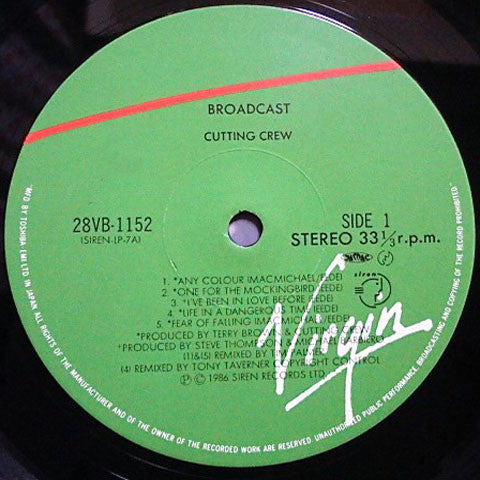 BROADCAST
CUTTING CREW
28VB-1152
(SIREN-LP-7A)
SIDE 1
STEREO 33 1/3 r.p.m.
siren
1. *ANY COLOUR (MACMICHAEL/EEDE)
2. *ONE FOR THE MOCKINGBIRD (EEDE)
3. *I'VE BEEN IN LOVE BEFORE (EEDE)
4. *LIFE IN A DANGEROUS TIME (EEDE)
5. *FEAR OF FALLING (MACMICHAEL/EEDE)
*PRODUCED BY TERRY BROWN & CUTTING CREW
*PRODUCED BY STEVE THOMPSON & MICHAEL BARBIERO
(1)&(5) REMIXED BY TIM PALMER
(4) REMIXED BY TONY TAVERNER COPYRIGHT CONTROL
Ⓟ © 1986 SIREN RECORDS LTD.
Virgin
"MF'D BY TOSHIBA EMI LTD. IN JAPAN ALL RIGHTS OF THE MANUFACTURER AND OF THE OWNER OF THE RECORDED WORK ARE RESERVED. UNAUTHORIZED PUBLIC PERFORMANCE, BROADCASTING AND COPYING OF THE RECORD PROHIBITED."